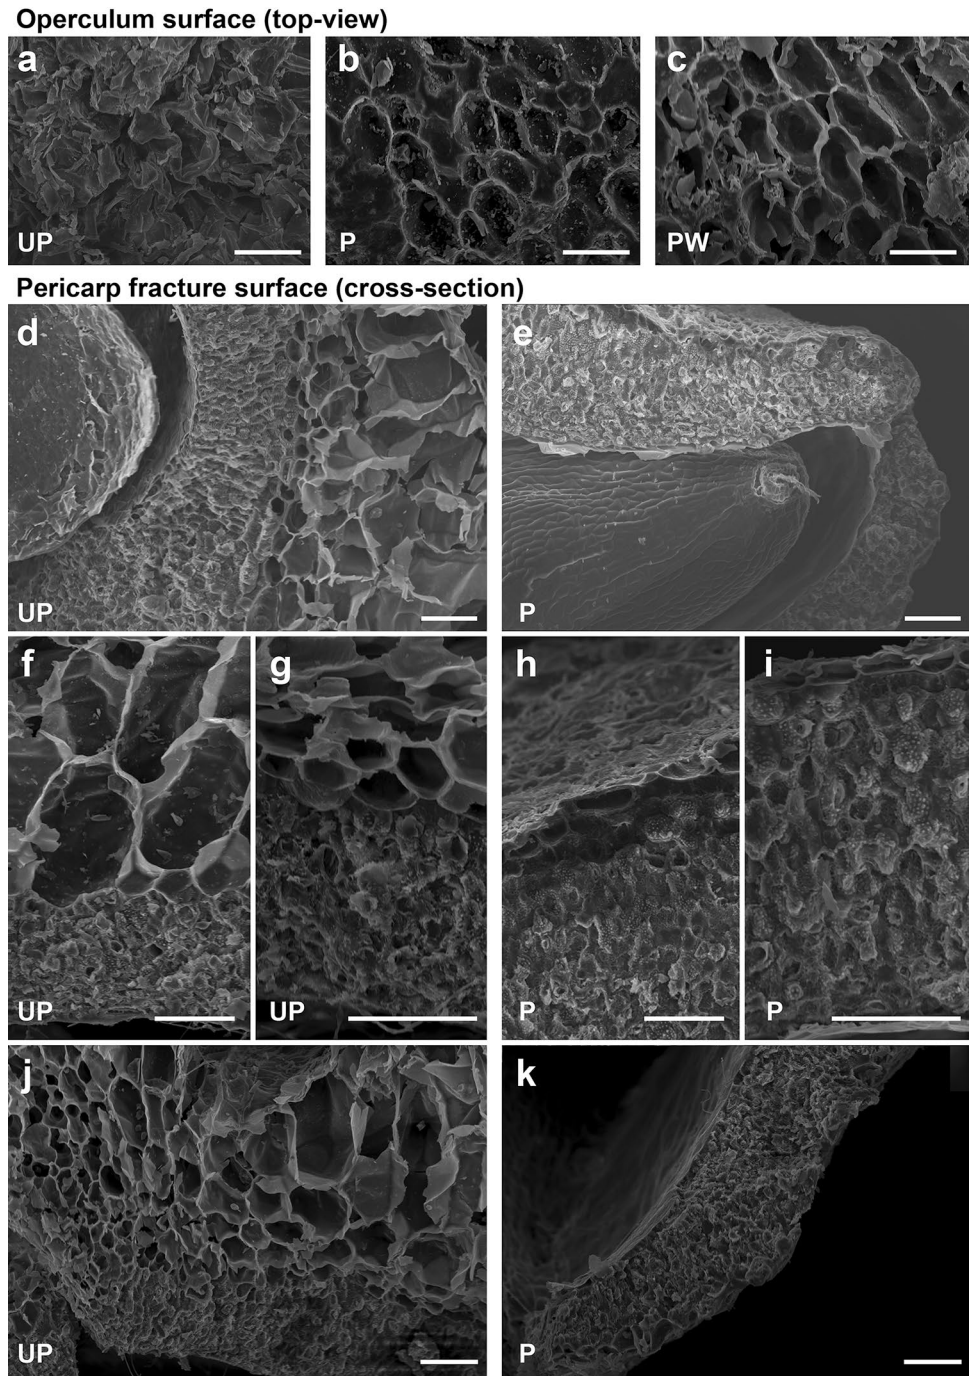 Operculum surface (top-view)
a
b
c
UP
P
PW
Pericarp fracture surface (cross-section)
d
e
UP
P
f
g
h
i
UP
UP
P
P
j
k
UP
P